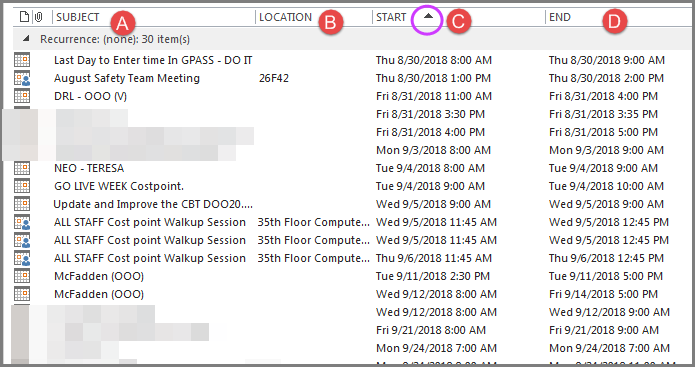 SUBJECT A LOCATION B START C END D
Recurrence: (none): 30 item(s)
Last Day to Enter time In GPASS - DO IT Thu 8/30/2018 8:00 AM Thu 8/30/2018 9:00 AM
August Safety Team Meeting 26F42 Thu 8/30/2018 1:00 PM Thu 8/30/2018 2:00 PM
DRL - OOO (V) Fri 8/31/2018 11:00 AM Fri 8/31/2018 4:00 PM
Fri 8/31/2018 3:30 PM Fri 8/31/2018 3:35 PM
Fri 8/31/2018 4:00 PM Fri 8/31/2018 5:00 PM
Mon 9/3/2018 8:00 AM Mon 9/3/2018 9:00 AM
NEO - TERESA Tue 9/4/2018 8:00 AM Tue 9/4/2018 9:00 AM
GO LIVE WEEK Costpoint. Tue 9/4/2018 9:00 AM Tue 9/4/2018 10:00 AM
Update and Improve the CBT DOO20.... Wed 9/5/2018 9:00 AM Wed 9/5/2018 9:00 AM
ALL STAFF Cost point Walkup Session 35th Floor Compute... Wed 9/5/2018 11:45 AM Wed 9/5/2018 12:45 PM
ALL STAFF Cost point Walkup Session 35th Floor Compute... Wed 9/5/2018 11:45 AM Wed 9/5/2018 12:45 PM
ALL STAFF Cost point Walkup Session 35th Floor Compute... Thu 9/6/2018 11:45 AM Thu 9/6/2018 12:45 PM
McFadden (OOO) Tue 9/11/2018 2:30 PM Tue 9/11/2018 5:00 PM
McFadden (OOO) Wed 9/12/2018 8:00 AM Fri 9/14/2018 5:00 PM
Wed 9/12/2018 8:00 AM Wed 9/12/2018 9:00 AM
Fri 9/21/2018 8:00 AM Fri 9/21/2018 9:00 AM
Mon 9/24/2018 7:00 AM Mon 9/24/2018 7:00 AM